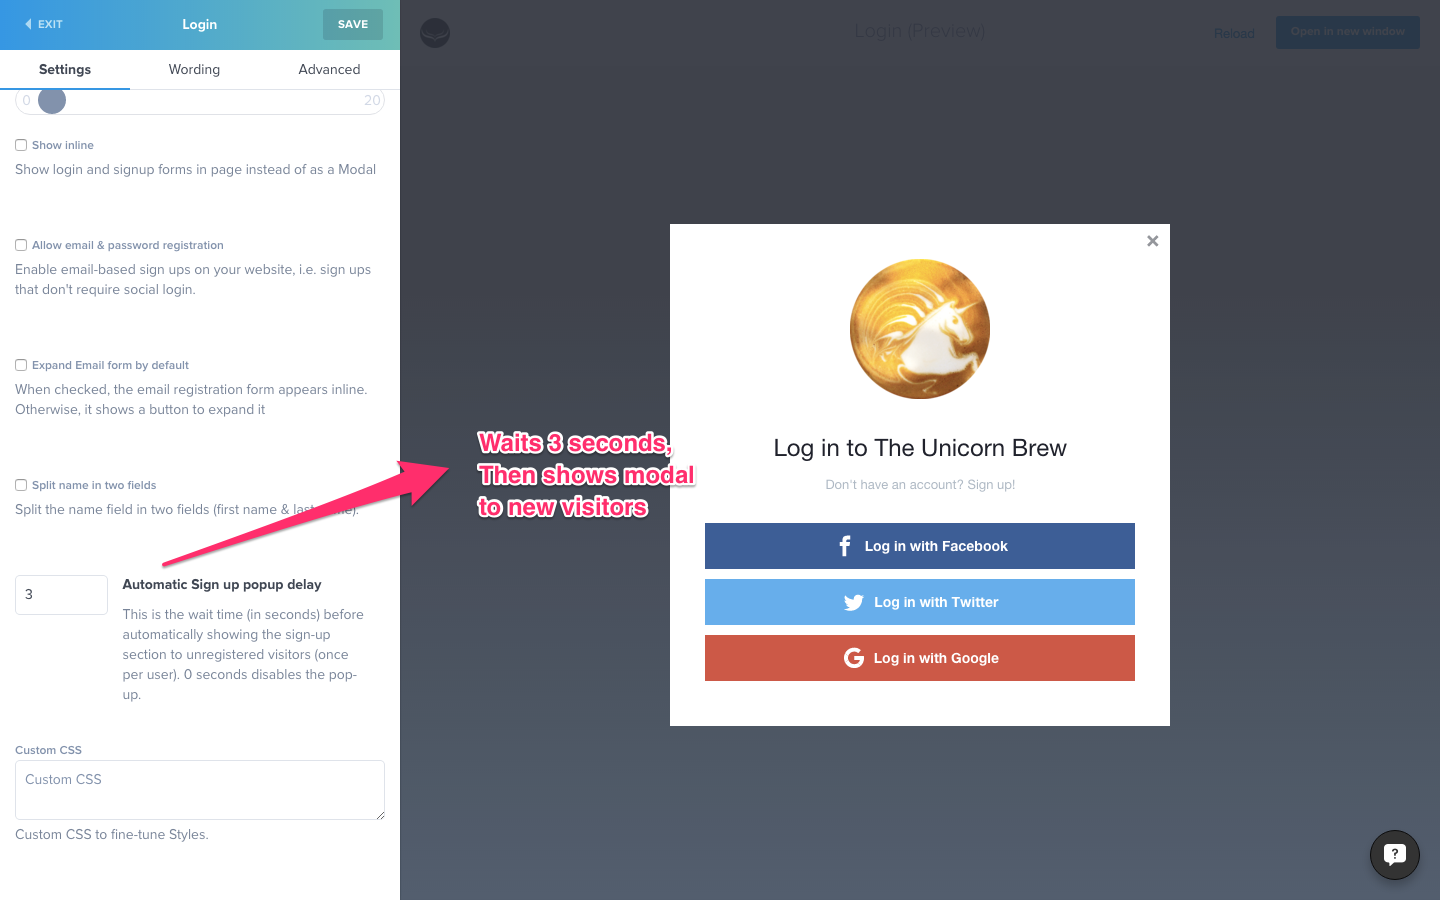 EXIT
Login
SAVE
Settings
Wording
Advanced
0
20
Show inline
Show login and signup forms in page instead of as a Modal
Allow email & password registration
Enable email-based sign ups on your website, i.e. sign ups
that don't require social login.
Expand Email form by default
When checked, the email registration form appears inline.
Otherwise, it shows a button to expand it
Split name in two fields
Split the name field in two fields (first name & last name).
3
Automatic Sign up popup delay
This is the wait time (in seconds) before
automatically showing the sign-up
section to unregistered visitors (once
per user). 0 seconds disables the pop-
up.
Custom CSS
Custom CSS
Custom CSS to fine-tune Styles.
Login (Preview)
Reload
Open in new window
Waits 3 seconds,
Then shows modal
to new visitors
Log in to The Unicorn Brew
Don't have an account? Sign up!
Log in with Facebook
Log in with Twitter
Log in with Google